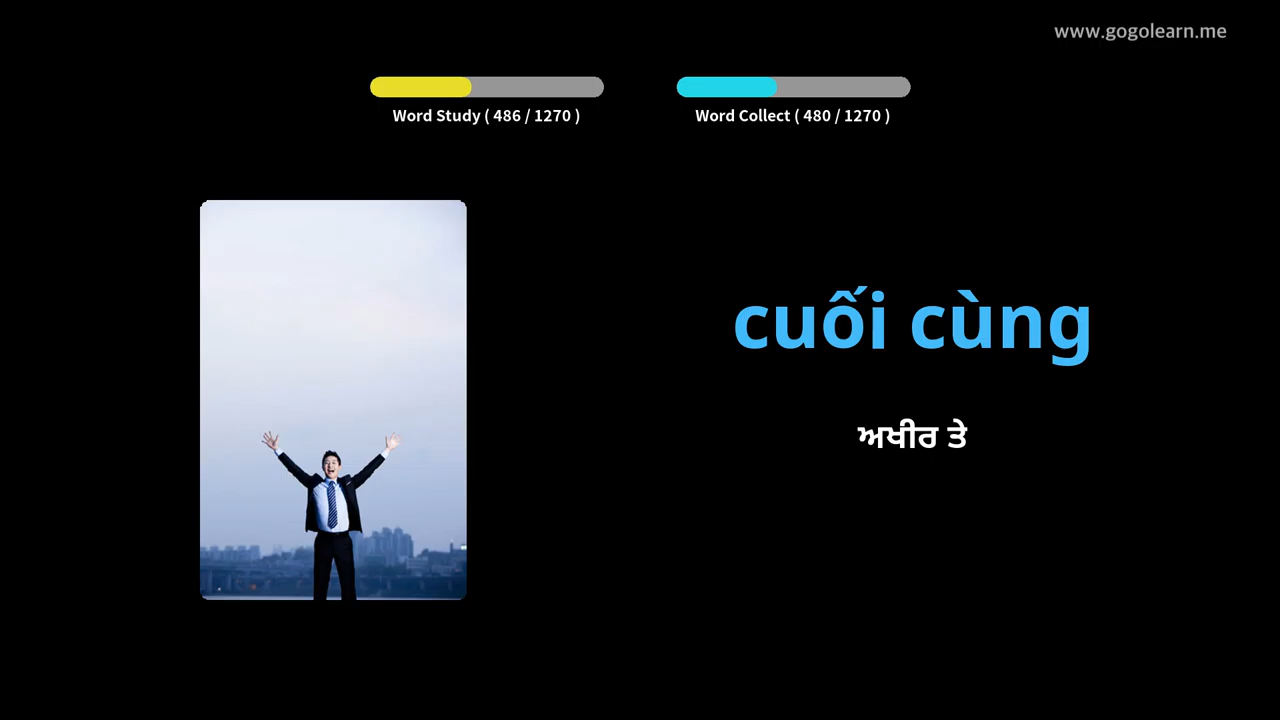 www.gogolearn.me
Word Study ( 486 / 1270 )
Word Collect ( 480 / 1270 )
cuối cùng
ਅਖੀਰ ਤੇ